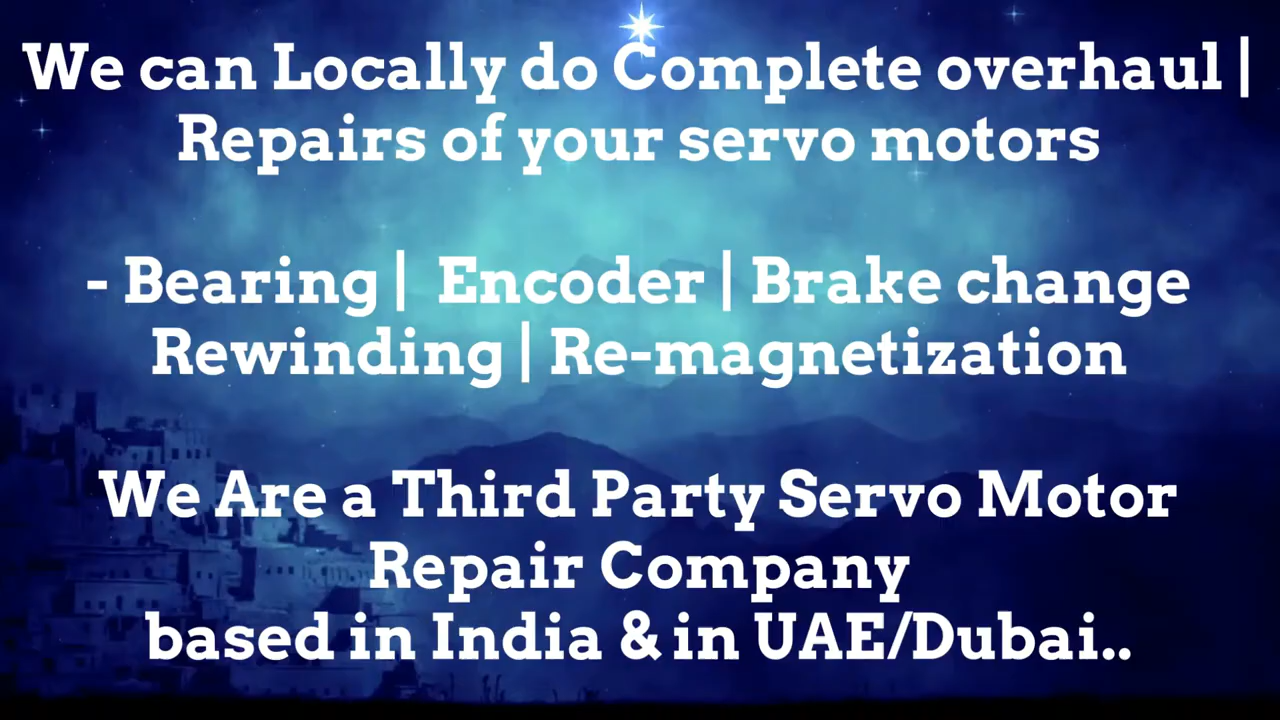 We can Locally do Complete overhaul |
Repairs of your servo motors
- Bearing | Encoder | Brake change
Rewinding | Re-magnetization
We Are a Third Party Servo Motor
Repair Company
based in India & in UAE/Dubai..